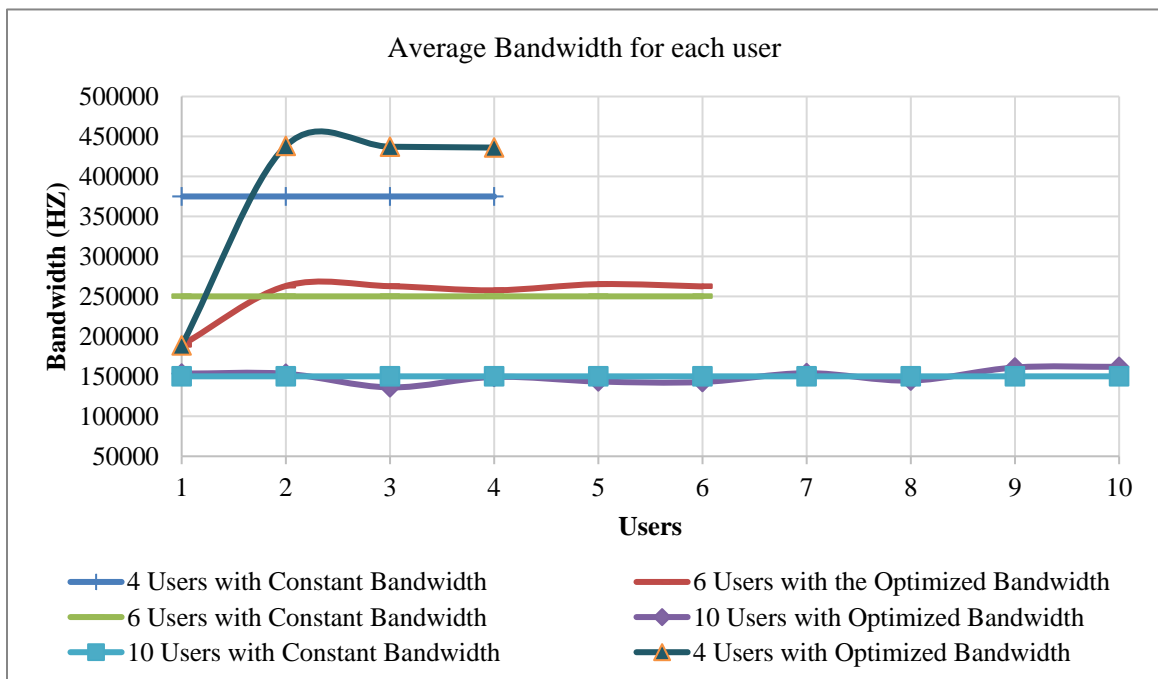 Average Bandwidth for each user
500000
450000
400000
350000
300000
250000
200000
150000
100000
50000
Bandwidth (HZ)
1 2 3 4 5 6 7 8 9 10
Users
4 Users with Constant Bandwidth
6 Users with the Optimized Bandwidth
6 Users with Constant Bandwidth
10 Users with Optimized Bandwidth
10 Users with Constant Bandwidth
4 Users with Optimized Bandwidth